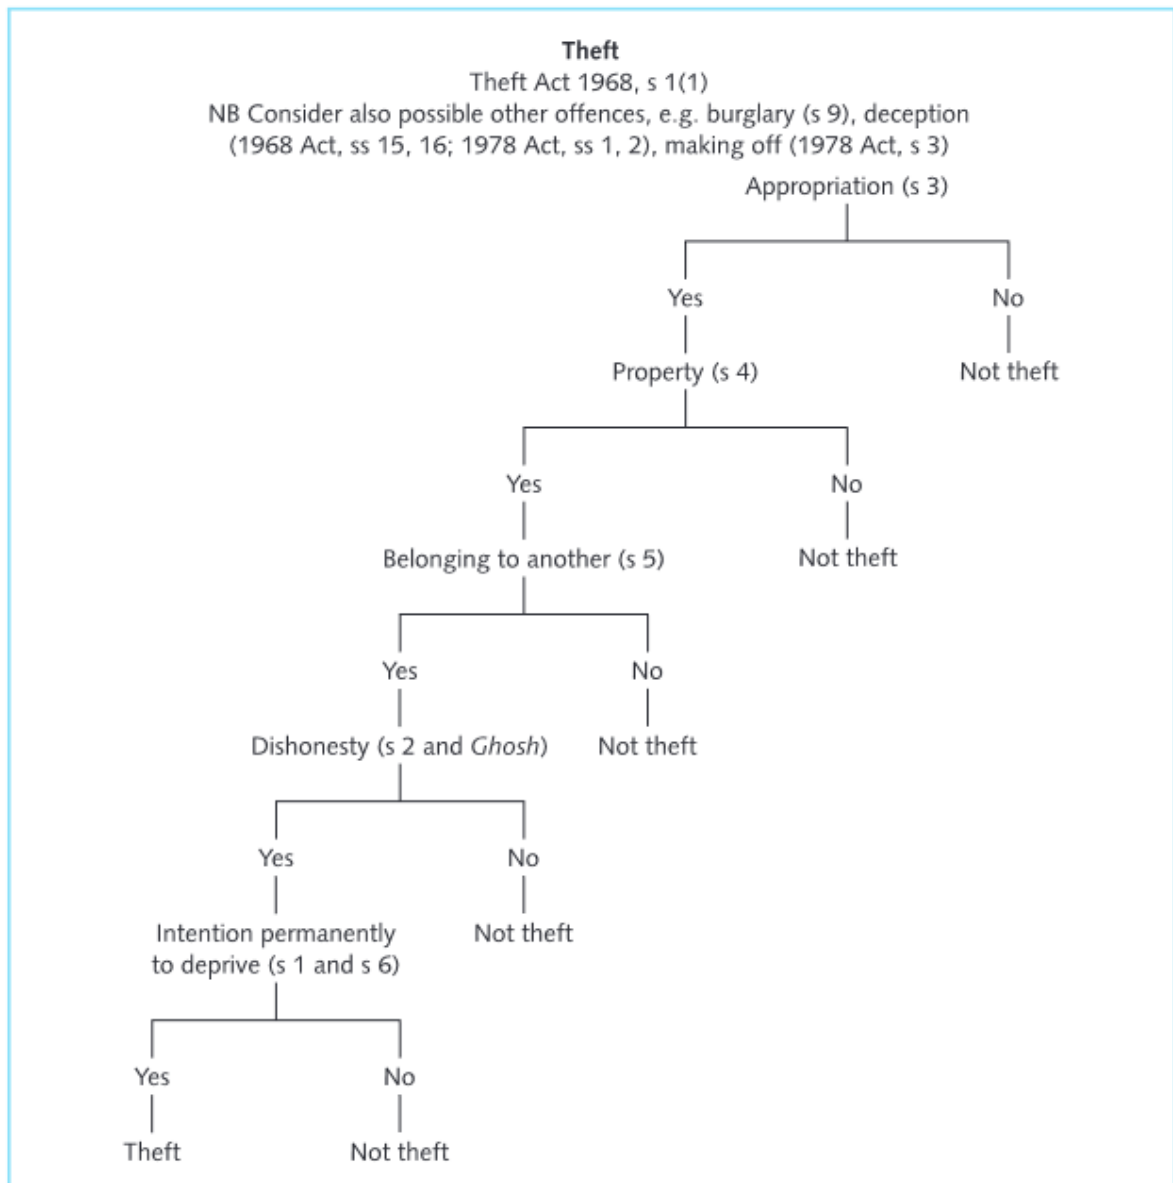 Theft
Theft Act 1968, s 1(1)
NB Consider also possible other offences, e.g. burglary (s 9), deception
(1968 Act, ss 15, 16; 1978 Act, ss 1, 2), making off (1978 Act, s 3)
Appropriation (s 3)
Yes No
Property (s 4) Not theft
Yes No
Belonging to another (s 5) Not theft
Yes No
Dishonesty (s 2 and Ghosh) Not theft
Yes No
Intention permanently Not theft
to deprive (s 1 and s 6)
Yes No
Theft Not theft